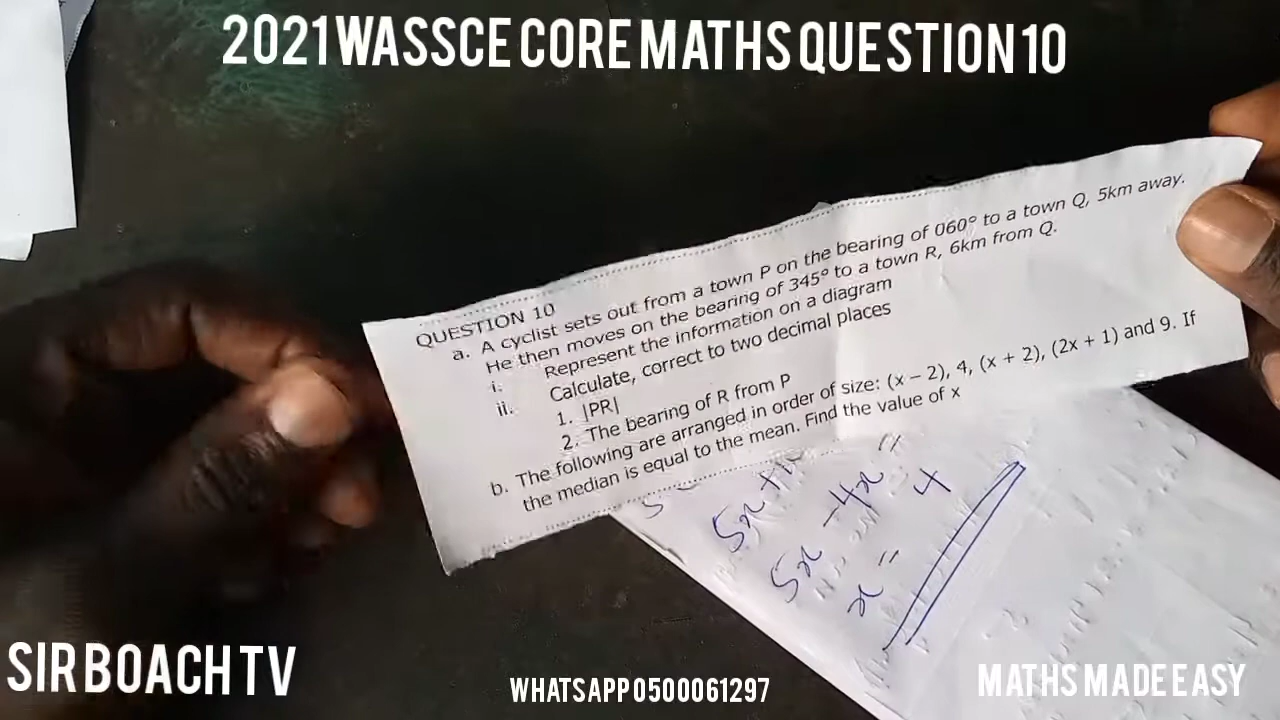 2021 WASSCE CORE MATHS QUESTION 10
QUESTION 10
a. A cyclist sets out from a town P on the bearing of 060° to a town Q, 5km away.
He then moves on the bearing of 345° to a town R, 6km from Q.
i. Represent the information on a diagram
ii. Calculate, correct to two decimal places
1. |PR|
2. The bearing of R from P
b. The following are arranged in order of size: (x – 2), 4, (x + 2), (2x + 1) and 9. If
the median is equal to the mean. Find the value of x
5x +
5x - 4x =
x = 4
SIR BOACH TV
WHATSAPP 0500061297
MATHS MADE EASY